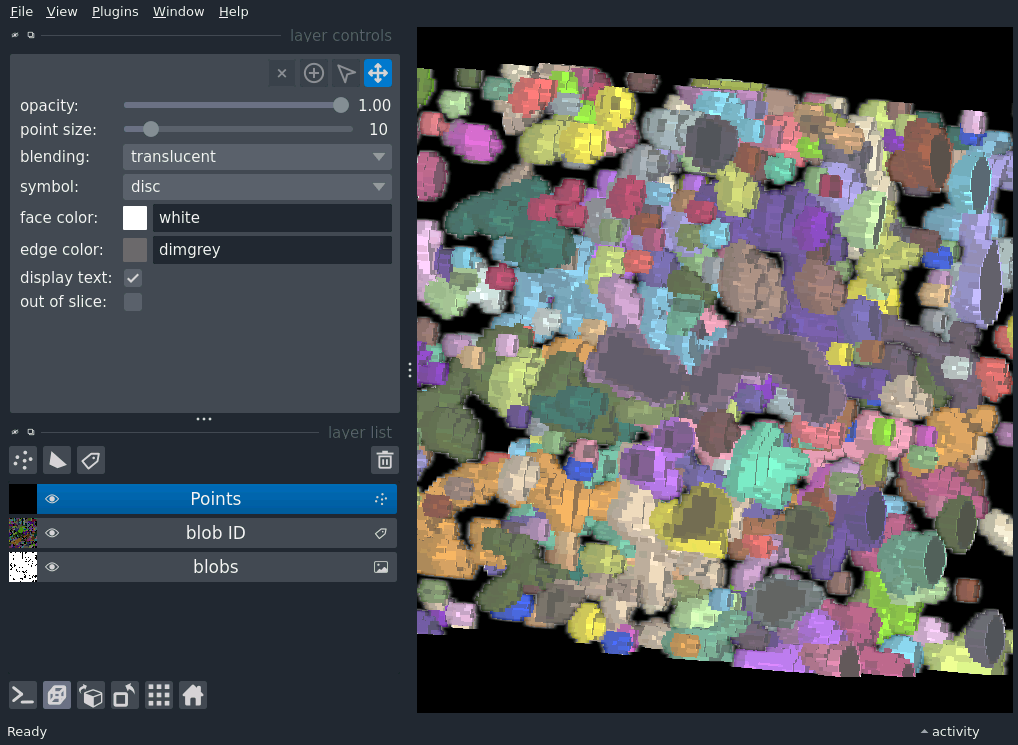 File View Plugins Window Help
layer controls
opacity: 1.00
point size: 10
blending: translucent
symbol: disc
face color: white
edge color: dimgrey
display text:
out of slice:
layer list
Points
blob ID
blobs
Ready activity